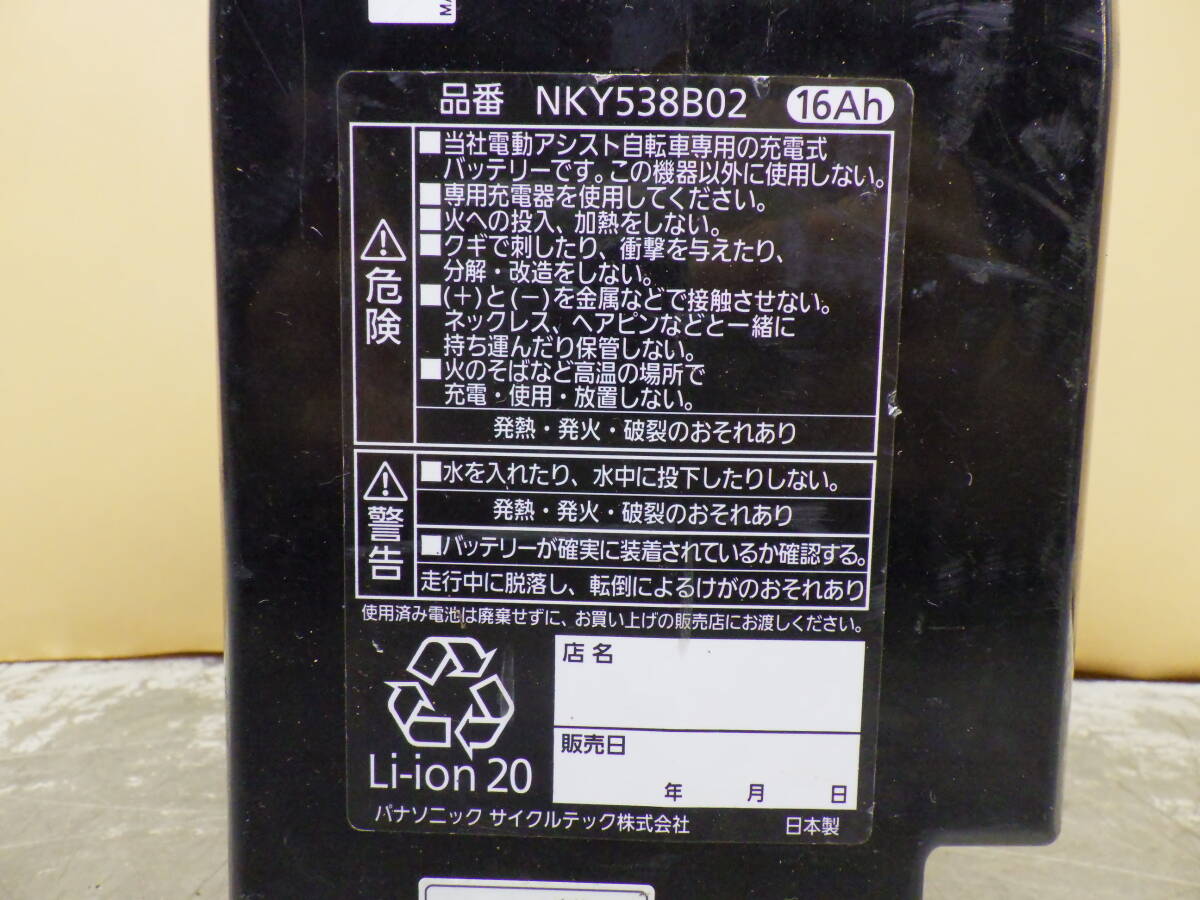 MA
品番 NKY538B02 16Ah
危険
■当社電動アシスト自転車専用の充電式
バッテリーです。この機器以外に使用しない。
■専用充電器を使用してください。
■火への投入、加熱をしない。
■クギで刺したり、衝撃を与えたり、
分解・改造をしない。
■(+)と(−)を金属などで接触させない。
ネックレス、ヘアピンなどと一緒に
持ち運んだり保管しない。
■火のそばなど高温の場所で
充電・使用・放置しない。
発熱・発火・破裂のおそれあり
警告
■水を入れたり、水中に投下したりしない。
発熱・発火・破裂のおそれあり
■バッテリーが確実に装着されているか確認する。
走行中に脱落し、転倒によるけがのおそれあり
使用済み電池は廃棄せずに、お買い上げの販売店にお渡しください。
店名
販売日
年 月 日
Li-ion 20
パナソニック サイクルテック株式会社 日本製